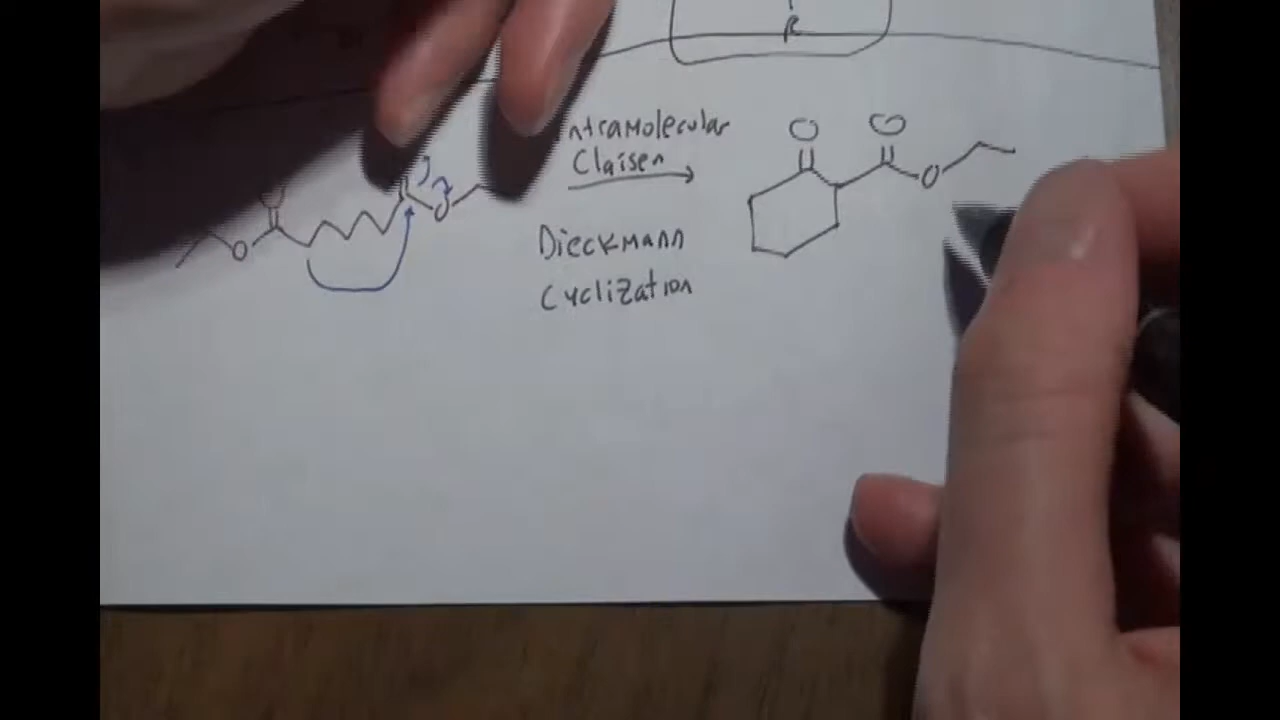 R
ntramolecular
Claisen
O
O
O
O
O
Dieckmann
Cyclization